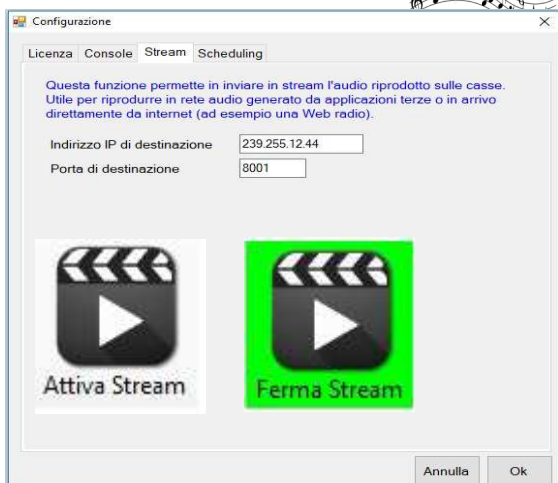 Configurazione
Licenza Console Stream Scheduling
Questa funzione permette in inviare in stream l'audio riprodotto sulle casse.
Utile per riprodurre in rete audio generato da applicazioni terze o in arrivo
direttamente da internet (ad esempio una Web radio).
Indirizzo IP di destinazione 239.255.12.44
Porta di destinazione 8001
Attiva Stream Ferma Stream
Annulla Ok